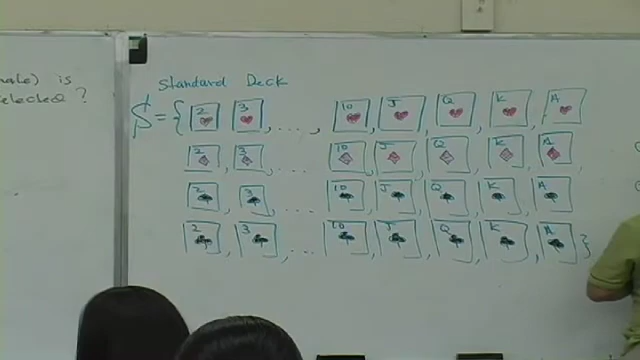 is
selected ?
Standard Deck
S = { 2 , 3 , ... , 10 , J , Q , K , A ,
2 , 3 , ... 10 , J , Q , K , A ,
2 , 3 , ... 10 , J , Q , K , A ,
2 , 3 , ... 10 , J , Q , K , A }